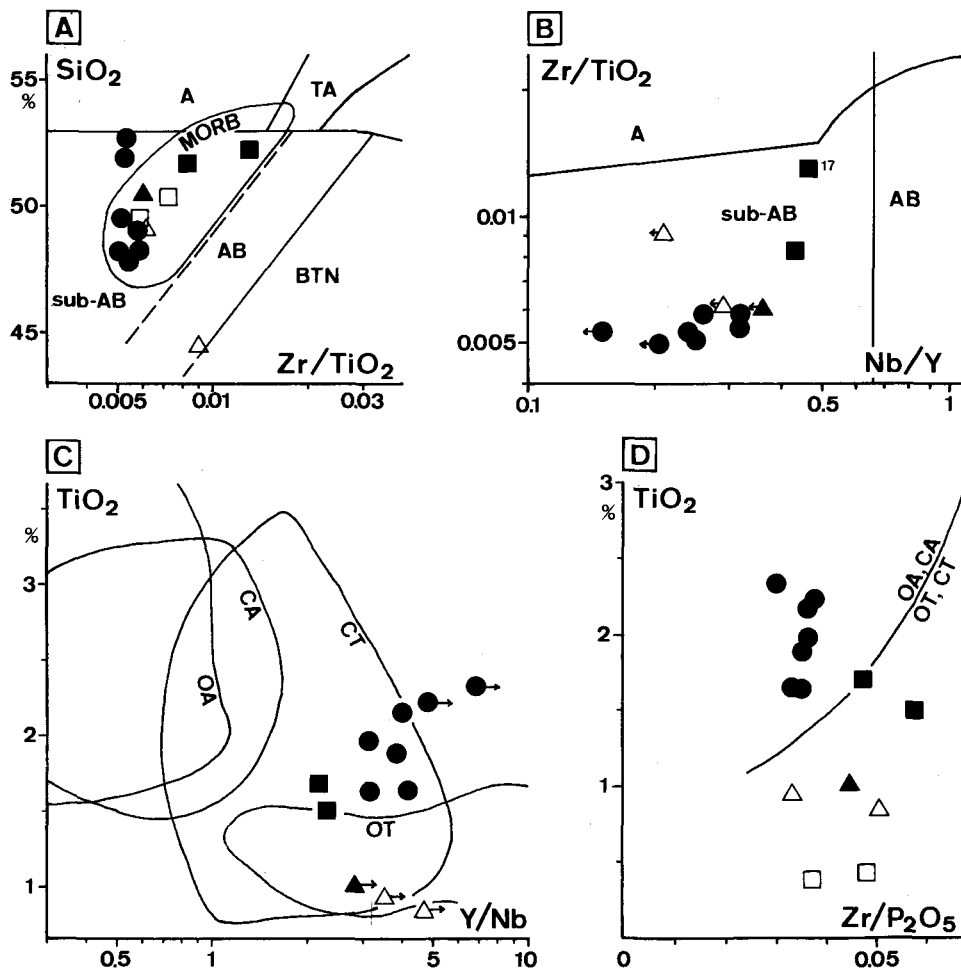 A
SiO2
55
%
50
45
A
TA
MORB
AB
BTN
sub-AB
Zr/TiO2
0.005
0.01
0.03
B
Zr/TiO2
A
17
0.01
sub-AB
AB
0.005
Nb/Y
0.1
0.5
1
C
TiO2
%
3
2
1
CA
CT
OA
OT
Y/Nb
0.5
1
5
10
D
3
TiO2
%
2
1
OA, CA
OT, CT
Zr/P2O5
0
0.05